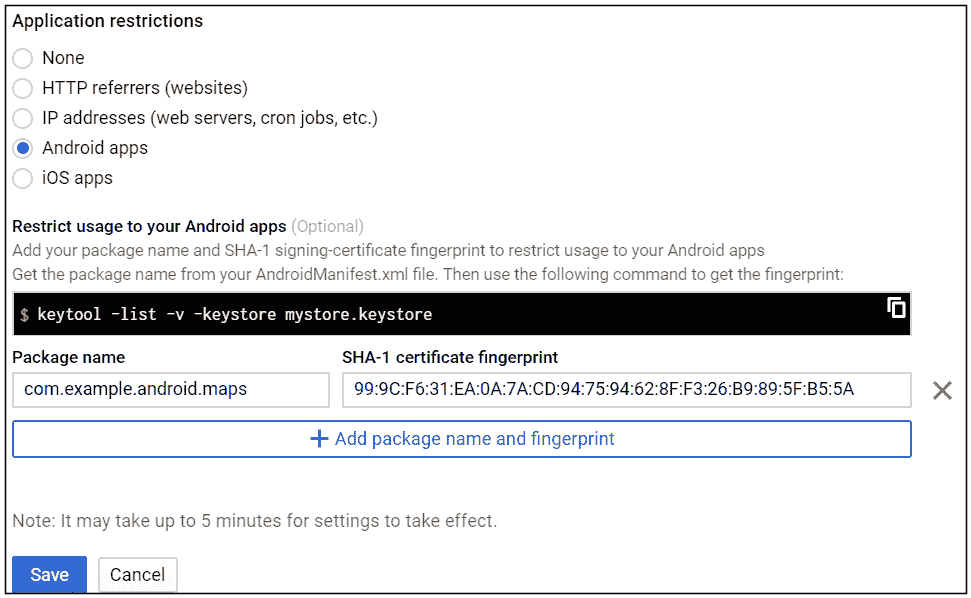 Application restrictions
None
HTTP referrers (websites)
IP addresses (web servers, cron jobs, etc.)
Android apps
iOS apps
Restrict usage to your Android apps (Optional)
Add your package name and SHA-1 signing-certificate fingerprint to restrict usage to your Android apps
Get the package name from your AndroidManifest.xml file. Then use the following command to get the fingerprint:
$ keytool -list -v -keystore mystore.keystore
Package name SHA-1 certificate fingerprint
com.example.android.maps 99:9C:F6:31:EA:0A:7A:CD:94:75:94:62:8F:F3:26:B9:89:5F:B5:5A
+ Add package name and fingerprint
Note: It may take up to 5 minutes for settings to take effect.
Save Cancel